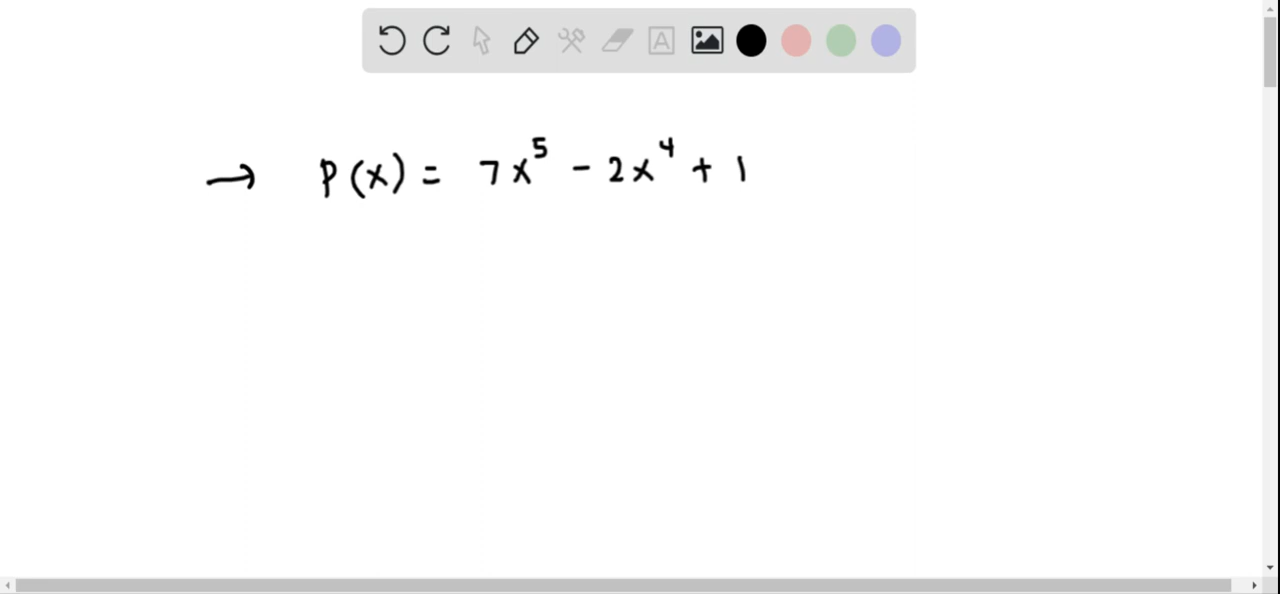 → P(x) = 7x⁵ - 2x⁴ + 1